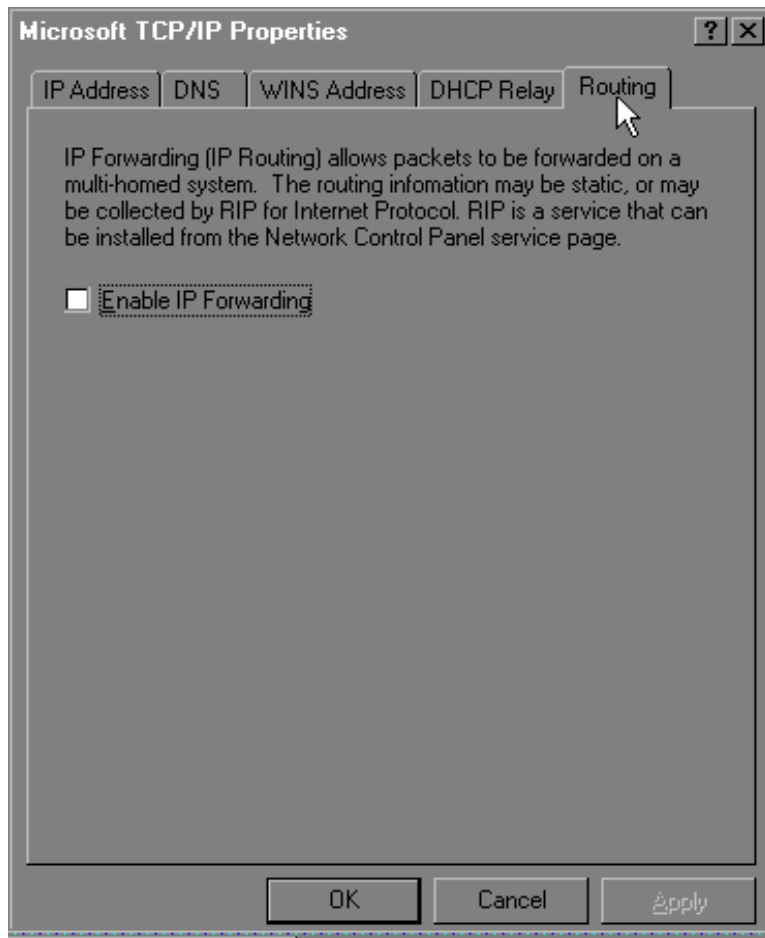 Microsoft TCP/IP Properties
? X
IP Address DNS WINS Address DHCP Relay Routing
IP Forwarding (IP Routing) allows packets to be forwarded on a
multi-homed system. The routing infomation may be static, or may
be collected by RIP for Internet Protocol. RIP is a service that can
be installed from the Network Control Panel service page.
Enable IP Forwarding
OK Cancel Apply